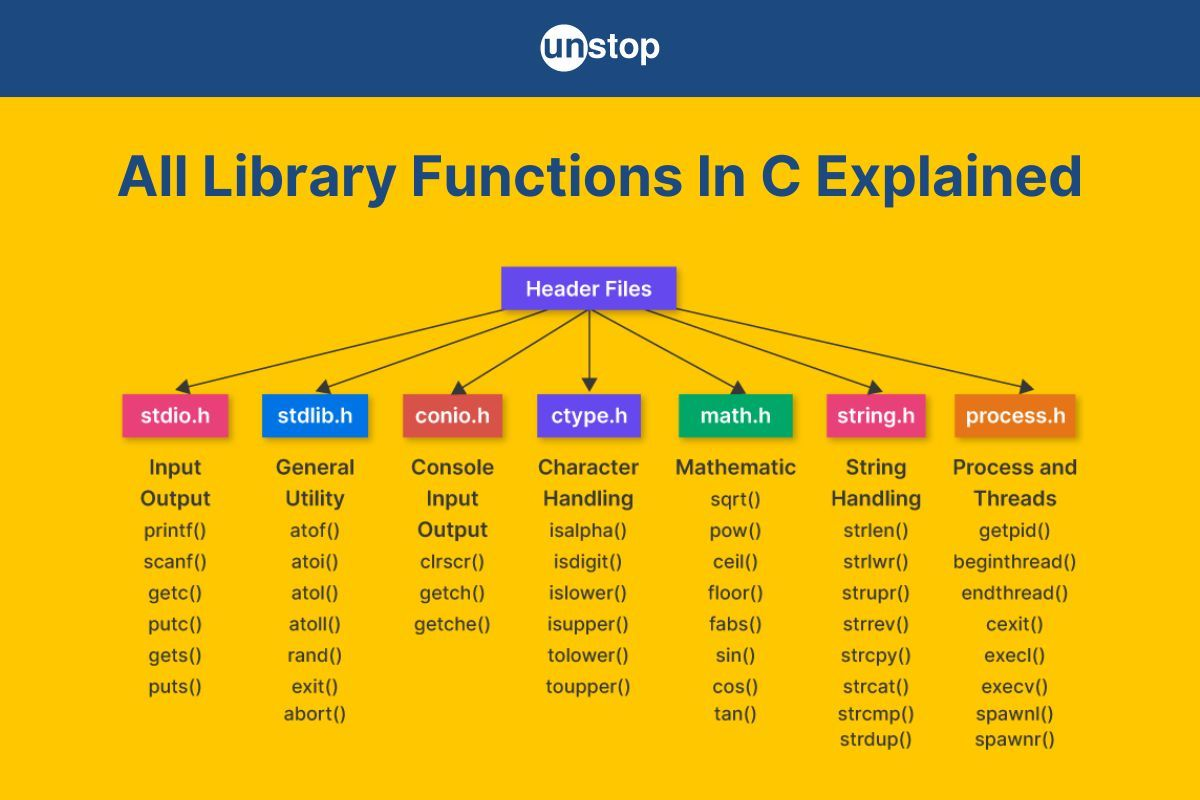 unstop
All Library Functions In C Explained
Header Files
stdio.h
Input
Output
printf()
scanf()
getc()
putc()
gets()
puts()
stdlib.h
General
Utility
atof()
atoi()
atol()
atoll()
rand()
exit()
abort()
conio.h
Console
Input
Output
clrscr()
getch()
getche()
ctype.h
Character
Handling
isalpha()
isdigit()
islower()
isupper()
tolower()
toupper()
math.h
Mathematic
sqrt()
pow()
ceil()
floor()
fabs()
sin()
cos()
tan()
string.h
String
Handling
strlen()
strlwr()
strupr()
strrev()
strcpy()
strcat()
strcmp()
strdup()
process.h
Process and
Threads
getpid()
beginthread()
endthread()
cexit()
execl()
execv()
spawnl()
spawnr()